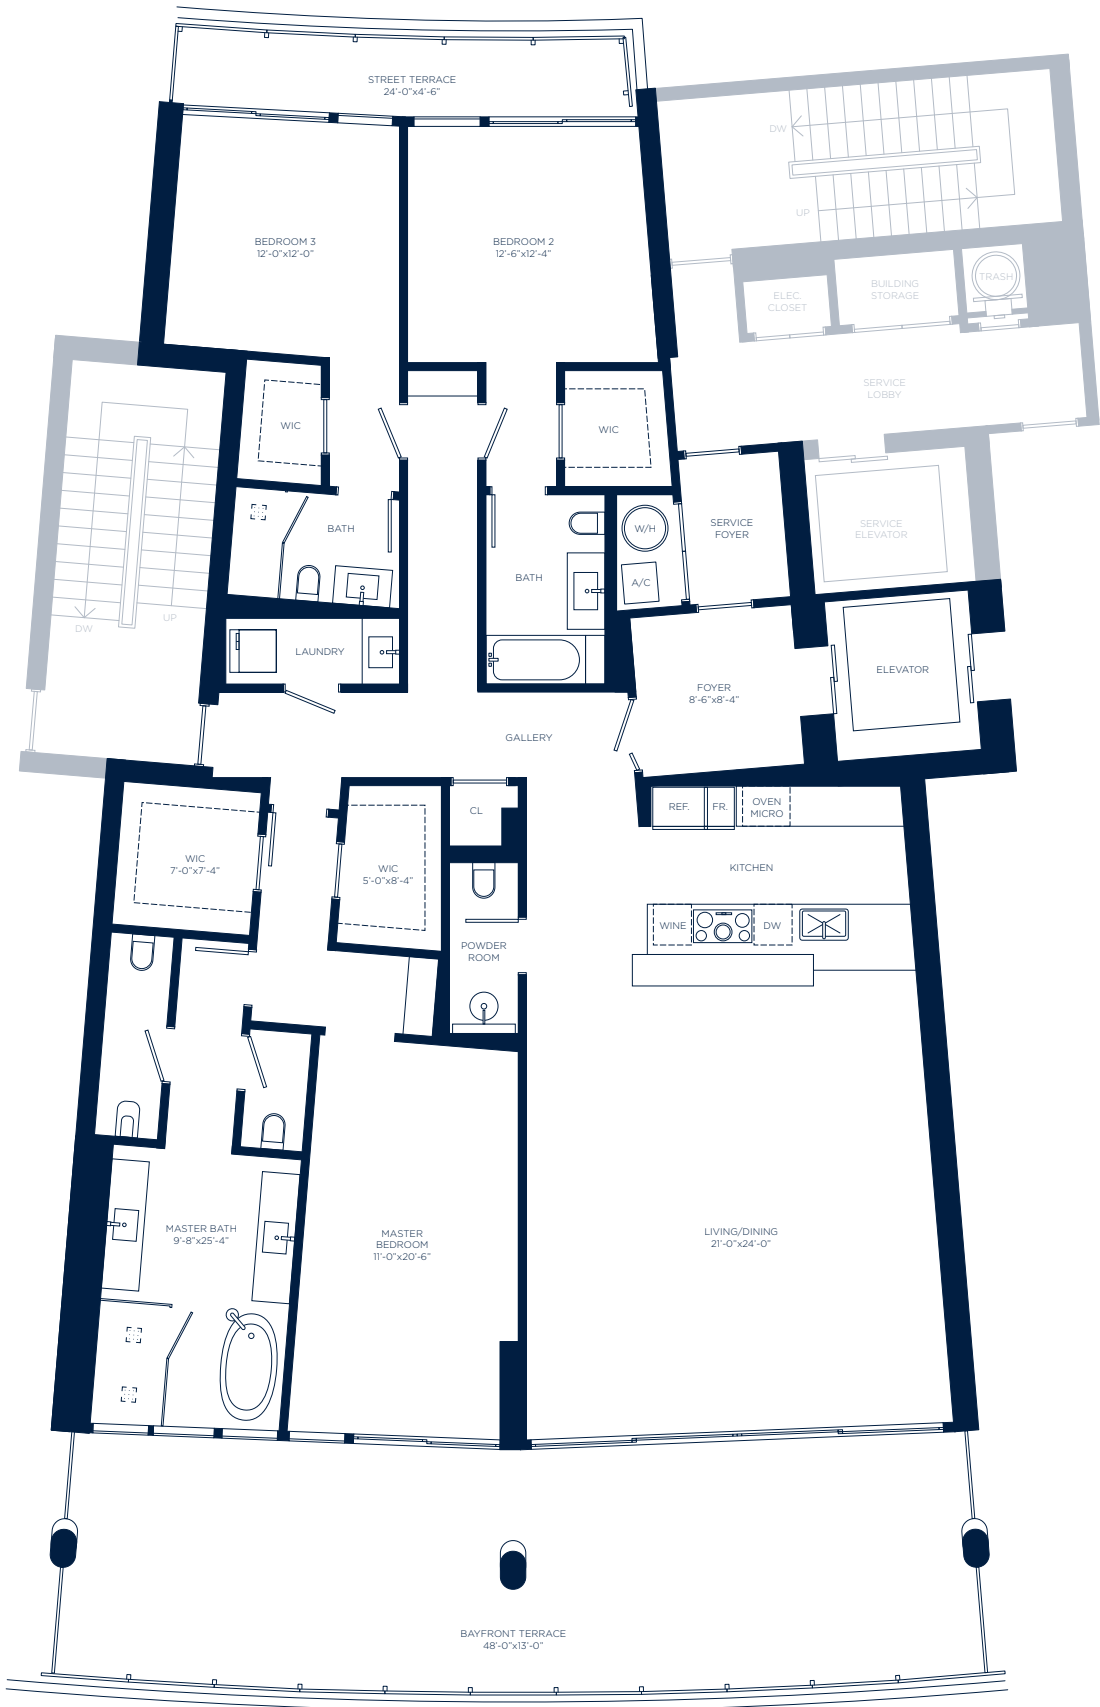 STREET TERRACE
24'-0"x4'-6"
DW
UP
BEDROOM 3
12'-0"x12'-0"
BEDROOM 2
12'-6"x12'-4"
ELEC.
CLOSET
BUILDING
STORAGE
TRASH
SERVICE
LOBBY
WIC
WIC
BATH
W/H
SERVICE
FOYER
SERVICE
ELEVATOR
BATH
A/C
DW
UP
LAUNDRY
ELEVATOR
FOYER
8'-6"x8'-4"
GALLERY
REF.
FR.
OVEN
MICRO
CL
WIC
7'-0"x7'-4"
WIC
5'-0"x8'-4"
KITCHEN
WINE
DW
POWDER
ROOM
MASTER BATH
9'-8"x25'-4"
MASTER
BEDROOM
11'-0"x20'-6"
LIVING/DINING
21'-0"x24'-0"
BAYFRONT TERRACE
48'-0"x13'-0"